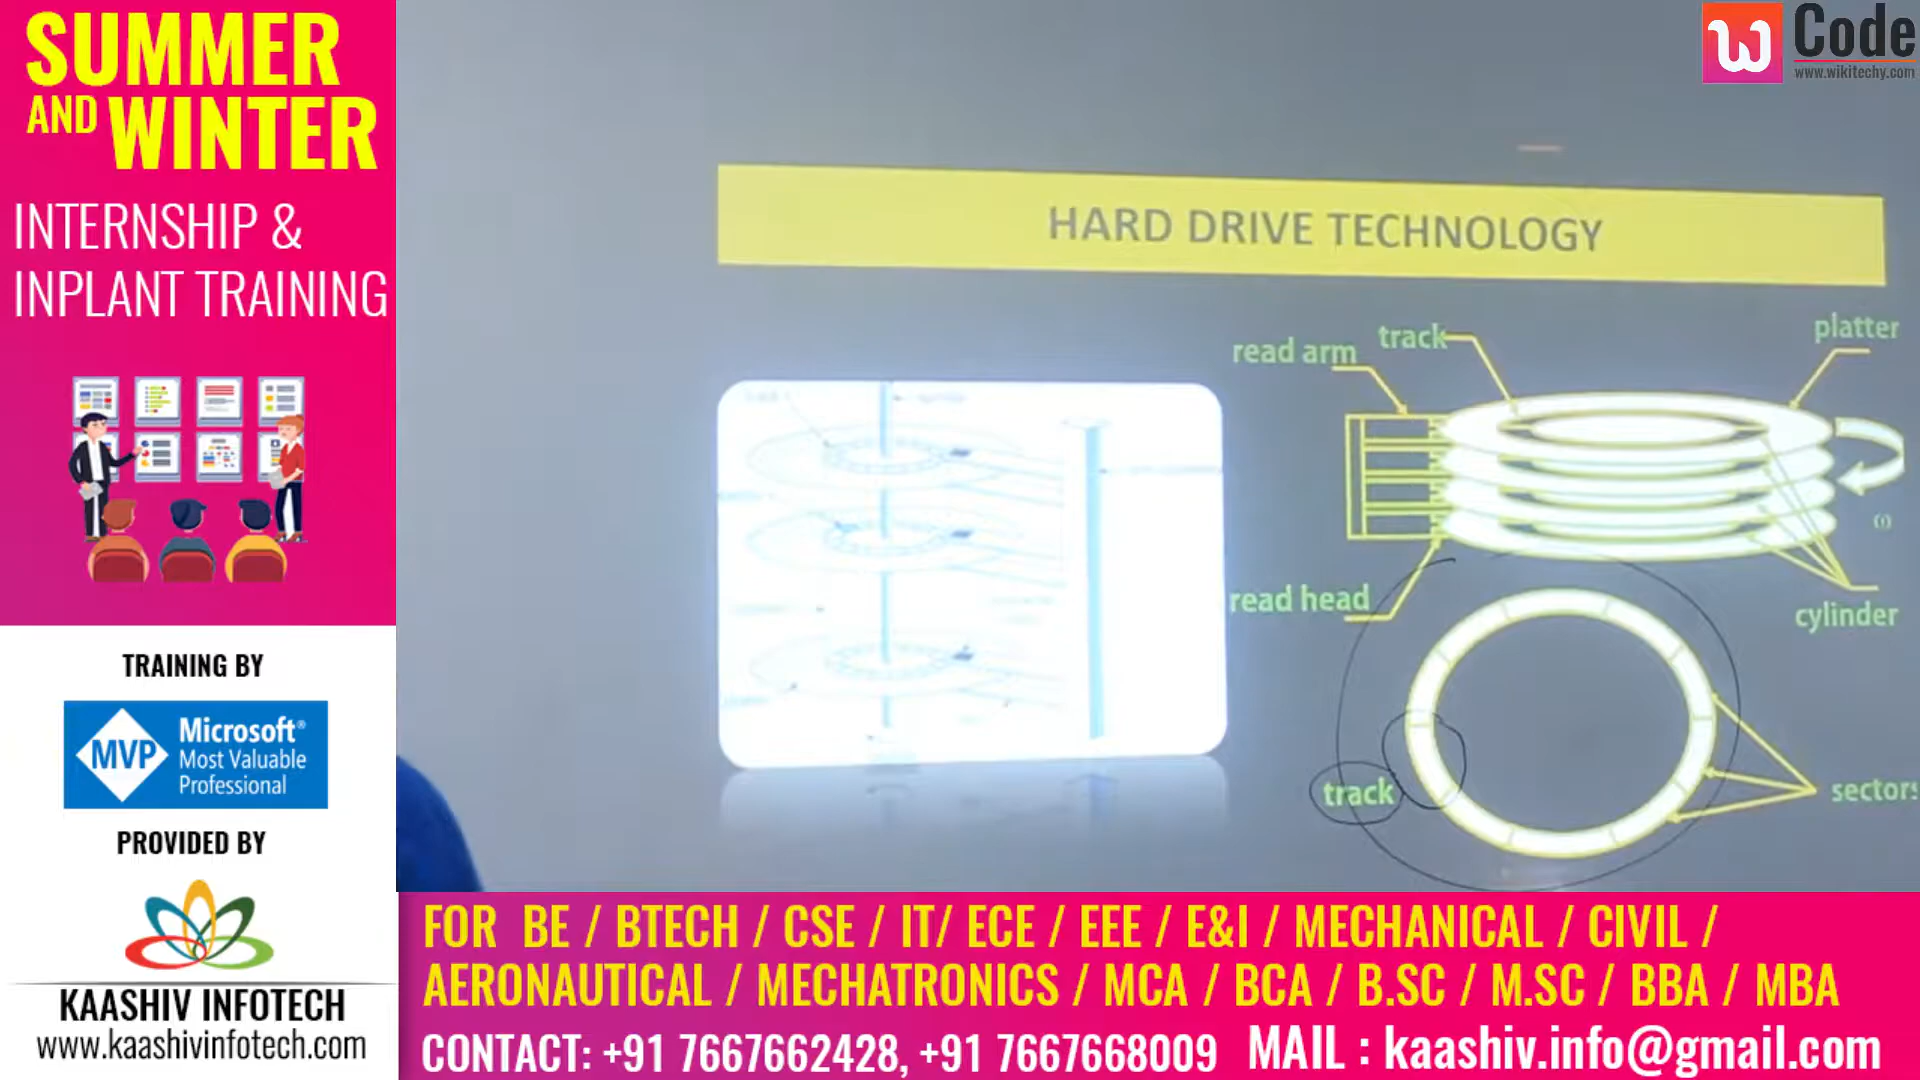 SUMMER
AND WINTER
INTERNSHIP &
INPLANT TRAINING
TRAINING BY
MVP
Microsoft®
Most Valuable
Professional
PROVIDED BY
KAASHIV INFOTECH
www.kaashivinfotech.com
W Code
www.wikitechy.com
HARD DRIVE TECHNOLOGY
read arm
track
platter
ω
read head
cylinder
track
sectors
FOR BE / BTECH / CSE / IT/ ECE / EEE / E&I / MECHANICAL / CIVIL /
AERONAUTICAL / MECHATRONICS / MCA / BCA / B.SC / M.SC / BBA / MBA
CONTACT: +91 7667662428, +91 7667668009 MAIL : kaashiv.info@gmail.com